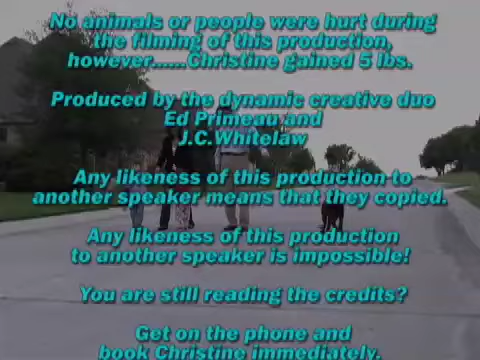 No animals or people were hurt during
the filming of this production,
however......Christine gained 5 lbs.
Produced by the dynamic creative duo
Ed Primeau and
J.C.Whitelaw
Any likeness of this production to
another speaker means that they copied.
Any likeness of this production
to another speaker is impossible!
You are still reading the credits?
Get on the phone and
book Christine immediately.